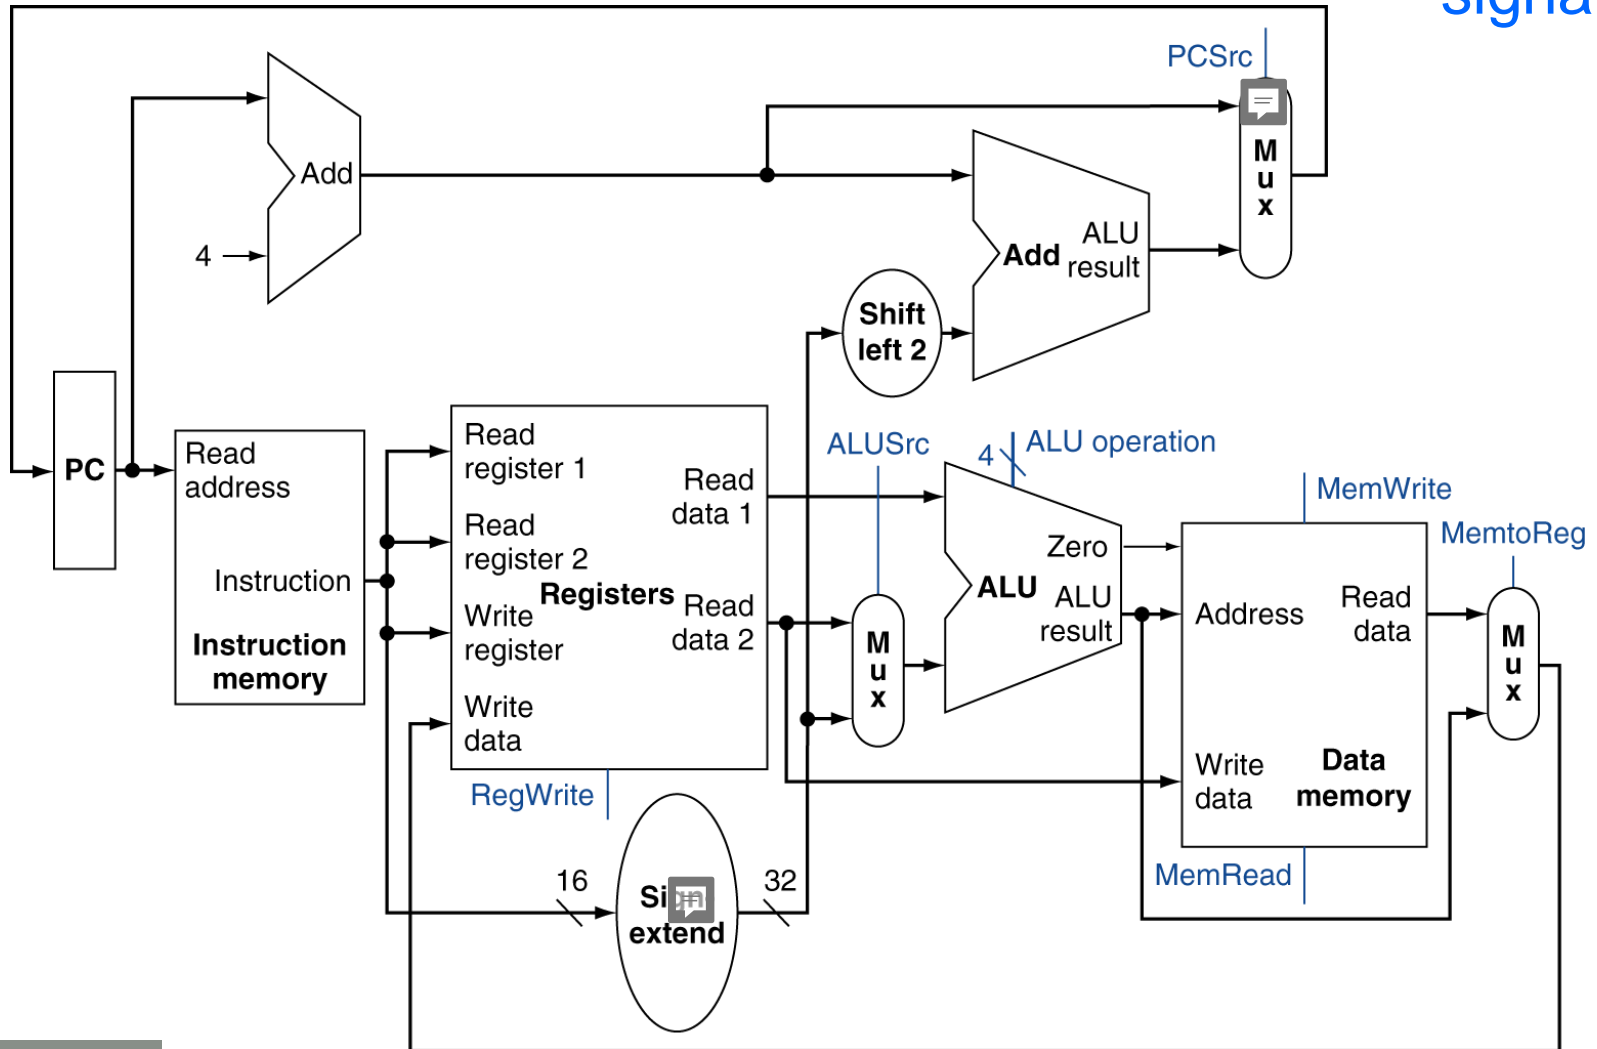 signa
PCSrc
M
u
x
Add
4
Add
ALU
result
Shift
left 2
PC
Read
address
Instruction
Instruction
memory
Read
register 1
Read
register 2
Write
register
Write
data
Registers
Read
data 1
Read
data 2
RegWrite
16
extend
32
ALUSrc
M
u
x
4
ALU operation
Zero
ALU
ALU
result
MemWrite
Address
Read
data
Write
data
Data
memory
MemRead
MemtoReg
M
u
x